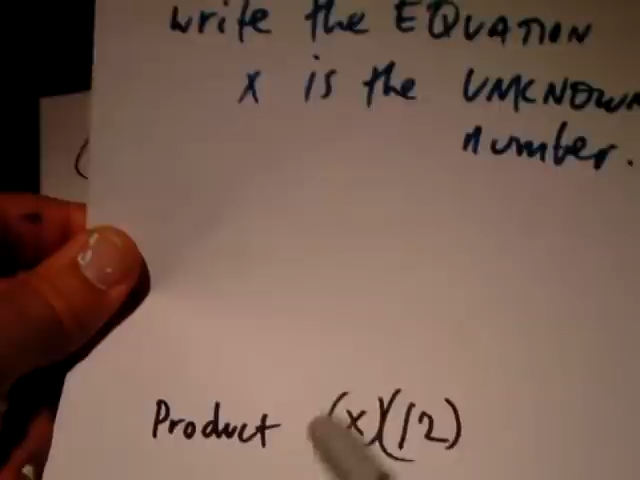 write the EQUATION
x is the UNKNOWN
number.
(
Product (x)(12)